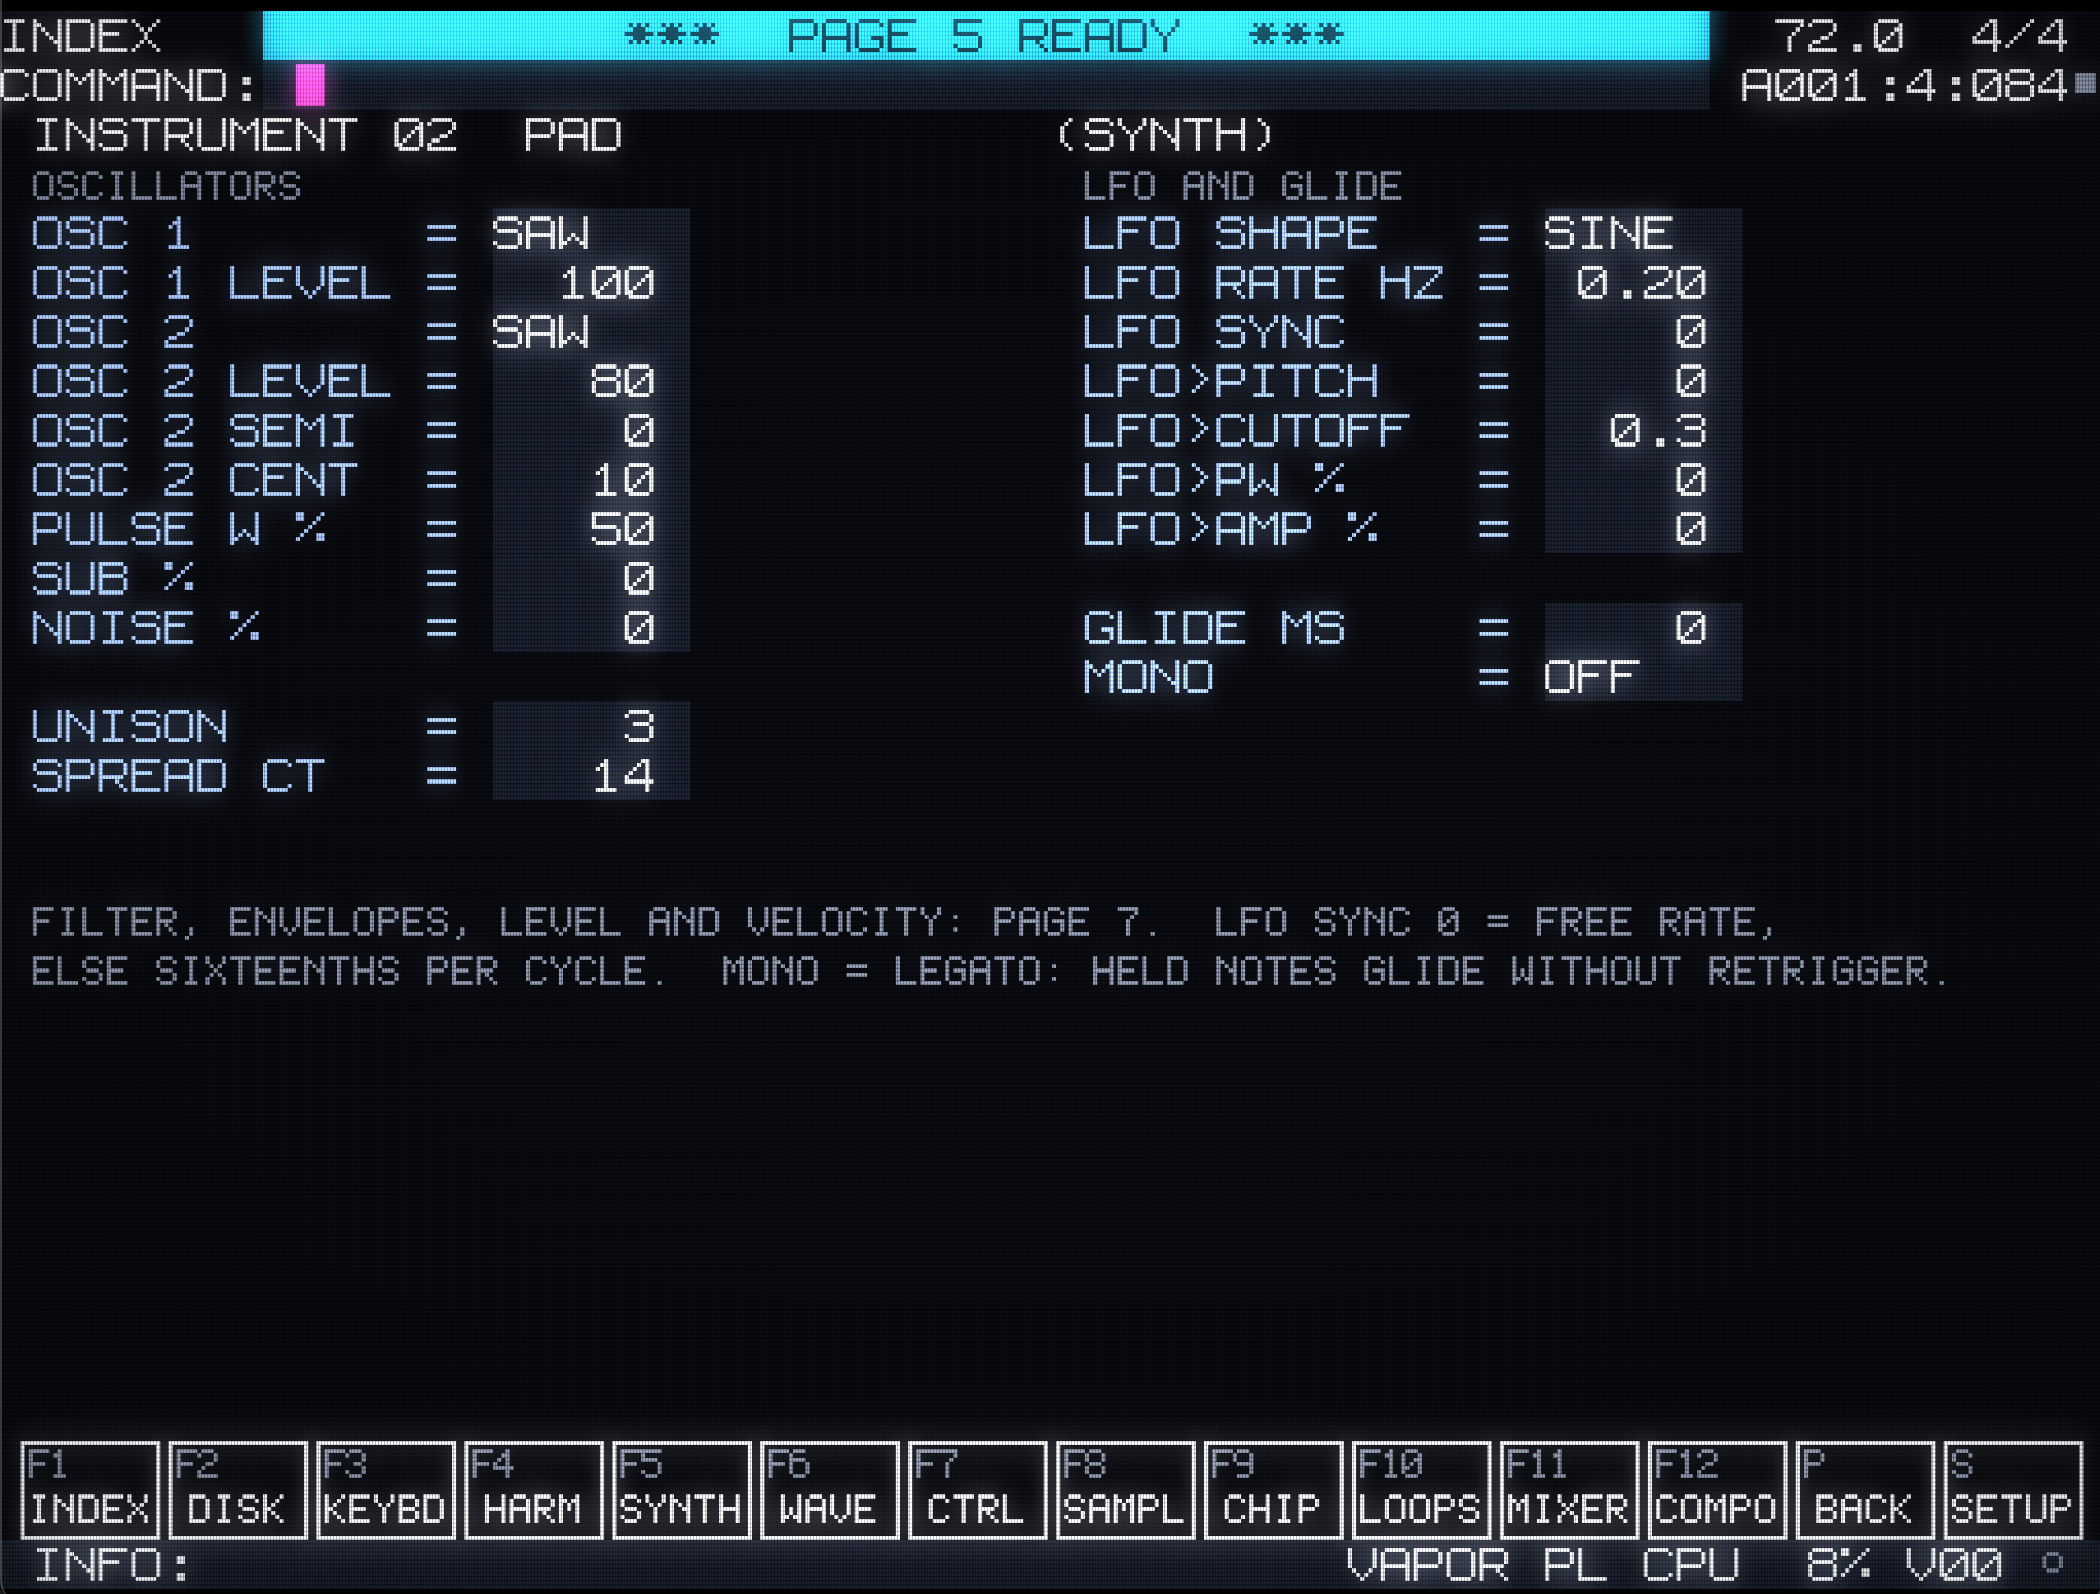 INDEX *** PAGE 5 READY *** 72.0 4/4
COMMAND: A001:4:084
INSTRUMENT 02 PAD (SYNTH)
OSCILLATORS LFO AND GLIDE
OSC 1 = SAW LFO SHAPE = SINE
OSC 1 LEVEL = 100 LFO RATE HZ = 0.20
OSC 2 = SAW LFO SYNC = 0
OSC 2 LEVEL = 80 LFO>PITCH = 0
OSC 2 SEMI = 0 LFO>CUTOFF = 0.3
OSC 2 CENT = 10 LFO>PW % = 0
PULSE W % = 50 LFO>AMP % = 0
SUB % = 0
NOISE % = 0 GLIDE MS = 0
MONO = OFF
UNISON = 3
SPREAD CT = 14
FILTER, ENVELOPES, LEVEL AND VELOCITY: PAGE 7. LFO SYNC 0 = FREE RATE,
ELSE SIXTEENTHS PER CYCLE. MONO = LEGATO: HELD NOTES GLIDE WITHOUT RETRIGGER.
F1 F2 F3 F4 F5 F6 F7 F8 F9 F10 F11 F12 P S
INDEX DISK KEYBD HARM SYNTH WAVE CTRL SAMPL CHIP LOOPS MIXER COMPO BACK SETUP
INFO: VAPOR PL CPU 8% V00